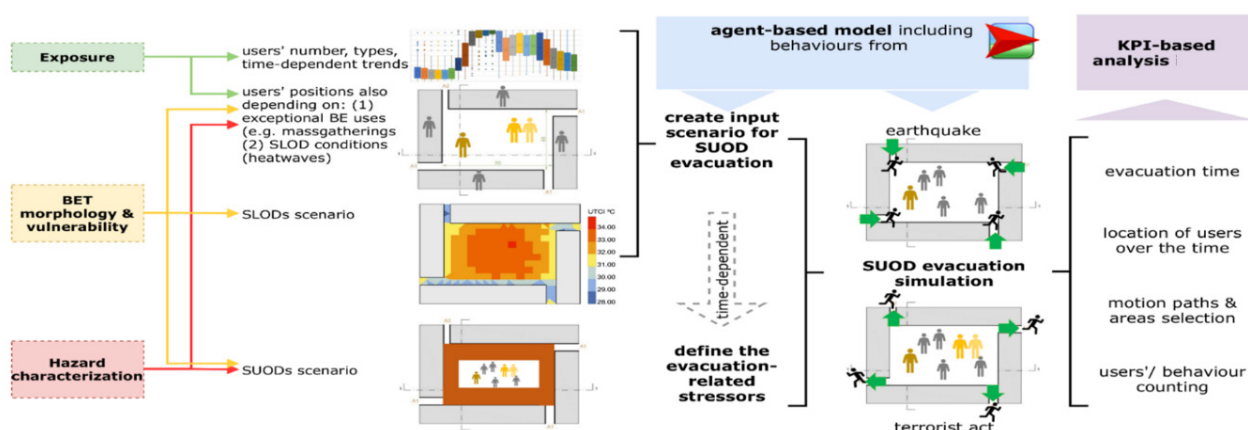 Exposure
BET
morphology &
vulnerability
Hazard
characterization
users' number, types,
time-dependent trends
users' positions also
depending on: (1)
exceptional BE uses
(e.g. massgatherings
(2) SLOD conditions
(heatwaves)
SLODs scenario
SUODs scenario
UTCI °C
34.00
33.00
32.00
31.00
30.00
29.00
28.00
create input
scenario for
SUOD
evacuation
time-dependent
define the
evacuation-
related
stressors
agent-based model including
behaviours from
earthquake
SUOD evacuation
simulation
terrorist act
KPI-based
analysis
evacuation time
location of users
over the time
motion paths &
areas selection
users'/ behaviour
counting